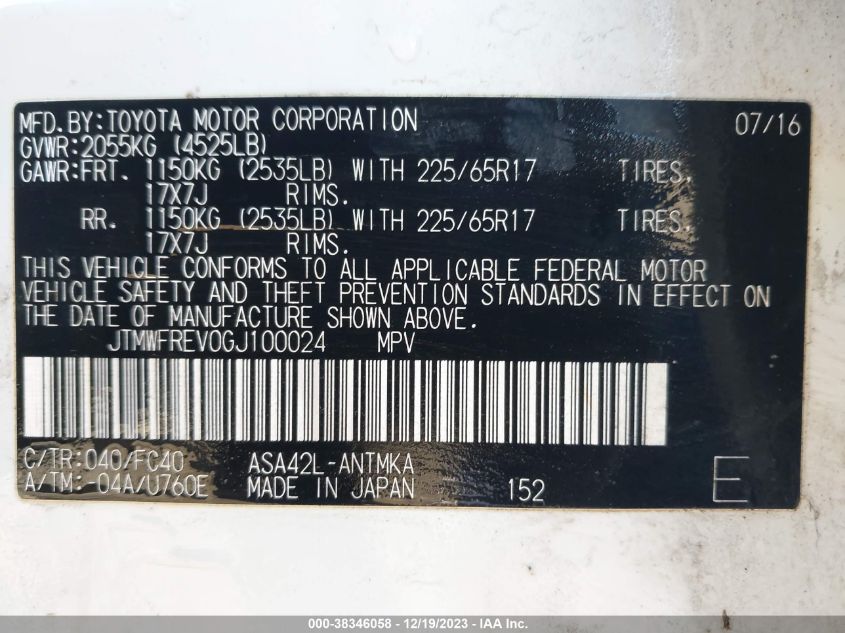 MFD.BY:TOYOTA MOTOR CORPORATION 07/16
GVWR:2055KG (4525LB)
GAWR:FRT. 1150KG (2535LB) WITH 225/65R17 TIRES,
17X7J RIMS.
RR. 1150KG (2535LB) WITH 225/65R17 TIRES,
17X7J RIMS.
THIS VEHICLE CONFORMS TO ALL APPLICABLE FEDERAL MOTOR
VEHICLE SAFETY AND THEFT PREVENTION STANDARDS IN EFFECT ON
THE DATE OF MANUFACTURE SHOWN ABOVE.
JTMWFREV0GJ100024 MPV
C/TR:040/FC40 ASA42L-ANTMKA
A/TM:-04A/U760E MADE IN JAPAN 152 E
000-38346058 - 12/19/2023 - IAA Inc.